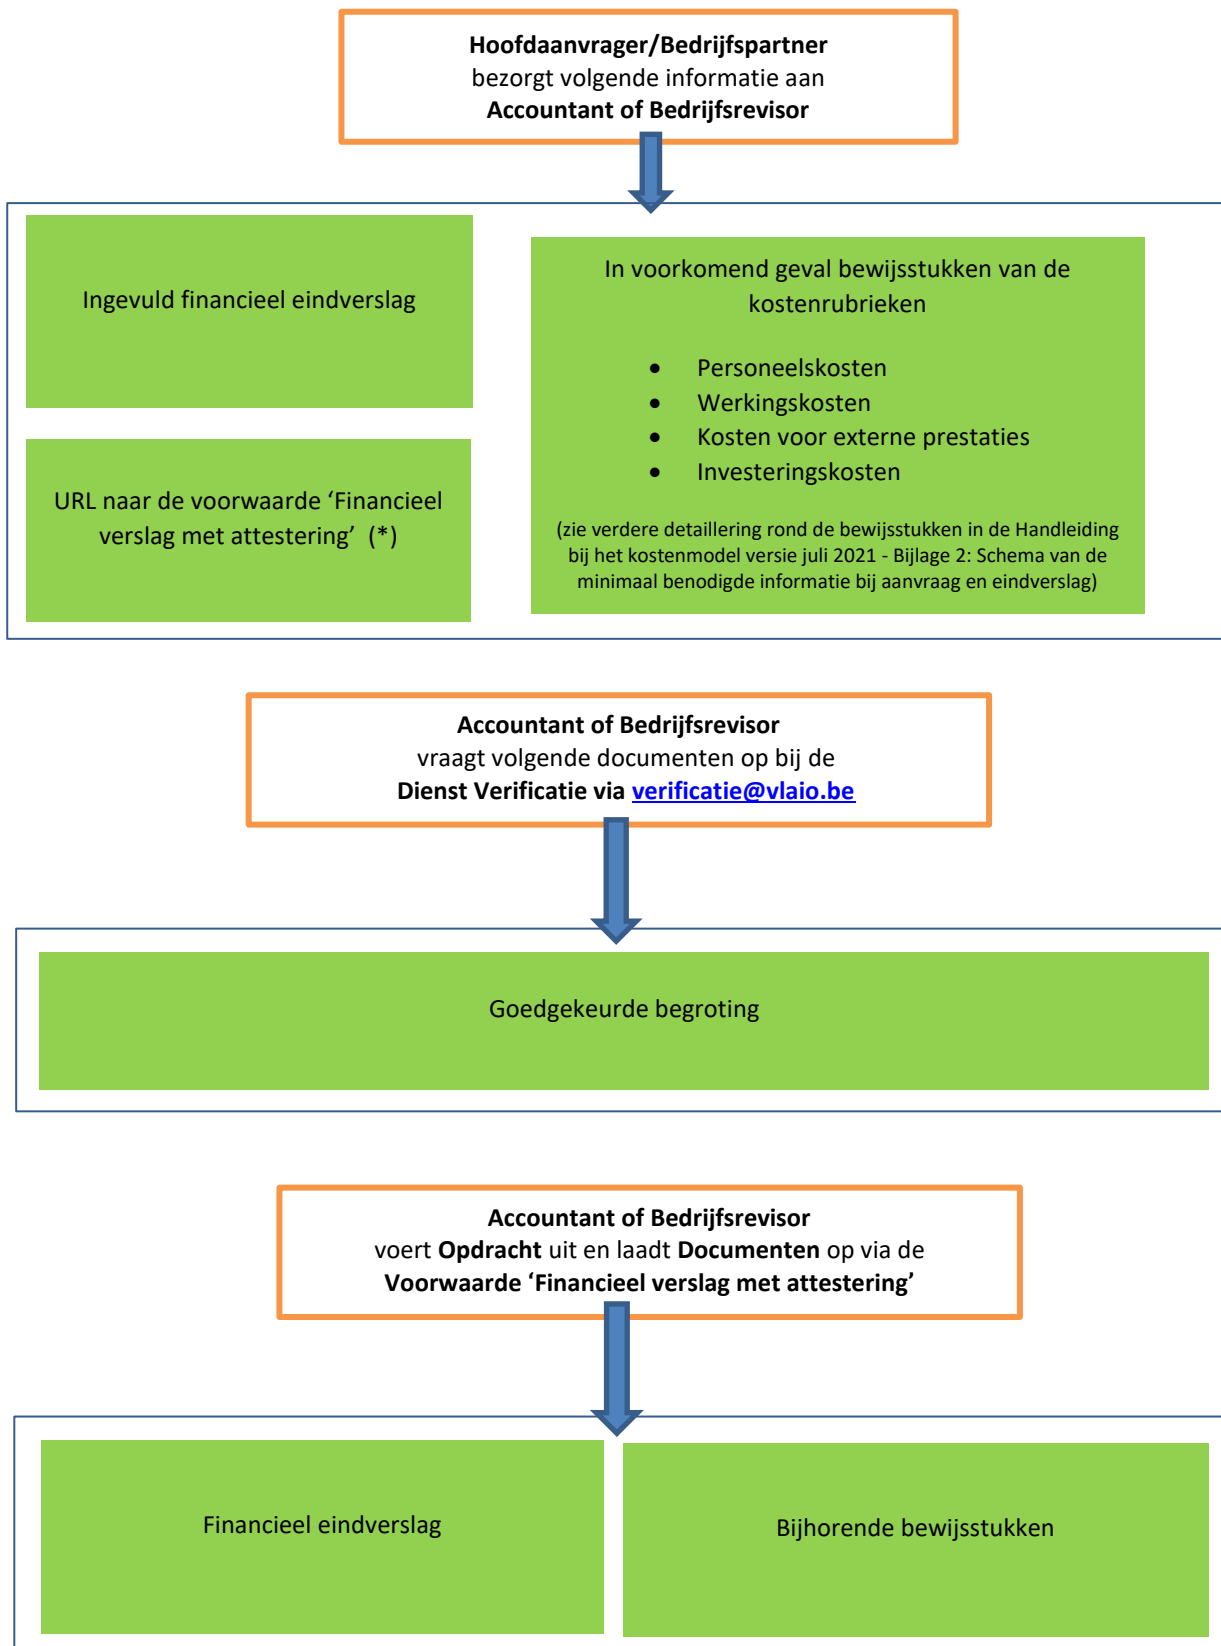 Hoofdaanvrager/Bedrijfspartner
bezorgt volgende informatie aan
Accountant of Bedrijfsrevisor
Ingevuld financieel eindverslag
URL naar de voorwaarde ‘Financieel
verslag met attestering’ (*)
In voorkomend geval bewijsstukken van de
kostenrubrieken
• Personeelskosten
• Werkingskosten
• Kosten voor externe prestaties
• Investeringskosten
(zie verdere detaillering rond de bewijsstukken in de Handleiding
bij het kostenmodel versie juli 2021 - Bijlage 2: Schema van de
minimaal benodigde informatie bij aanvraag en eindverslag)
Accountant of Bedrijfsrevisor
vraagt volgende documenten op bij de
Dienst Verificatie via verificatie@vlaio.be
Goedgekeurde begroting
Accountant of Bedrijfsrevisor
voert Opdracht uit en laadt Documenten op via de
Voorwaarde ‘Financieel verslag met attestering’
Financieel eindverslag
Bijhorende bewijsstukken